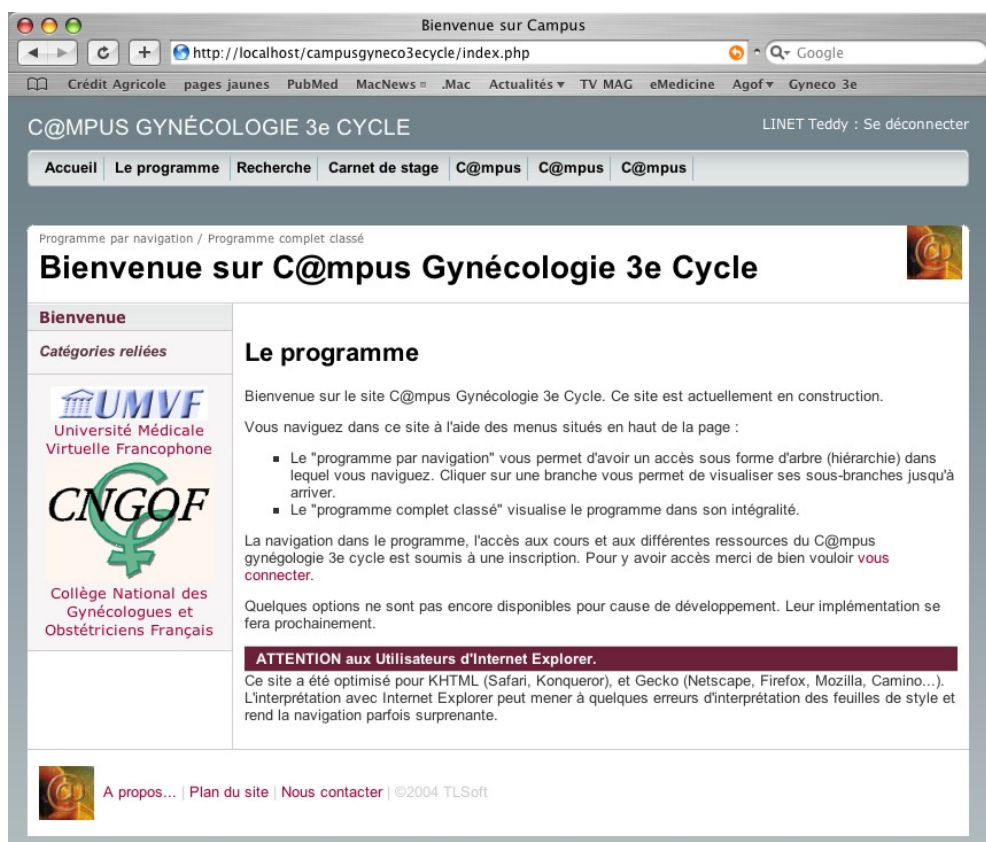 Bienvenue sur Campus
http://localhost/campusgyneco3ecycle/index.php
Google
Crédit Agricole pages jaunes PubMed MacNews .Mac Actualités TV MAG eMedicine Agof Gyneco 3e
C@MPUS GYNÉCOLOGIE 3e CYCLE
LINET Teddy : Se déconnecter
Accueil Le programme Recherche Carnet de stage C@mpus C@mpus C@mpus
Programme par navigation / Programme complet classé
Bienvenue sur C@mpus Gynécologie 3e Cycle
@
Bienvenue
Catégories reliées
UMVF
Université Médicale
Virtuelle Francophone
CNGOF
Collège National des
Gynécologues et
Obstétriciens Français
Le programme
Bienvenue sur le site C@mpus Gynécologie 3e Cycle. Ce site est actuellement en construction.
Vous naviguez dans ce site à l'aide des menus situés en haut de la page :
Le "programme par navigation" vous permet d'avoir un accès sous forme d'arbre (hiérarchie) dans
lequel vous naviguez. Cliquer sur une branche vous permet de visualiser ses sous-branches jusqu'à
arriver.
Le "programme complet classé" visualise le programme dans son intégralité.
La navigation dans le programme, l'accès aux cours et aux différentes ressources du C@mpus
gynégologie 3e cycle est soumis à une inscription. Pour y avoir accès merci de bien vouloir vous
connecter.
Quelques options ne sont pas encore disponibles pour cause de développement. Leur implémentation se
fera prochainement.
ATTENTION aux Utilisateurs d'Internet Explorer.
Ce site a été optimisé pour KHTML (Safari, Konqueror), et Gecko (Netscape, Firefox, Mozilla, Camino...).
L'interprétation avec Internet Explorer peut mener à quelques erreurs d'interprétation des feuilles de style et
rend la navigation parfois surprenante.
@
A propos... | Plan du site | Nous contacter | ©2004 TLSoft